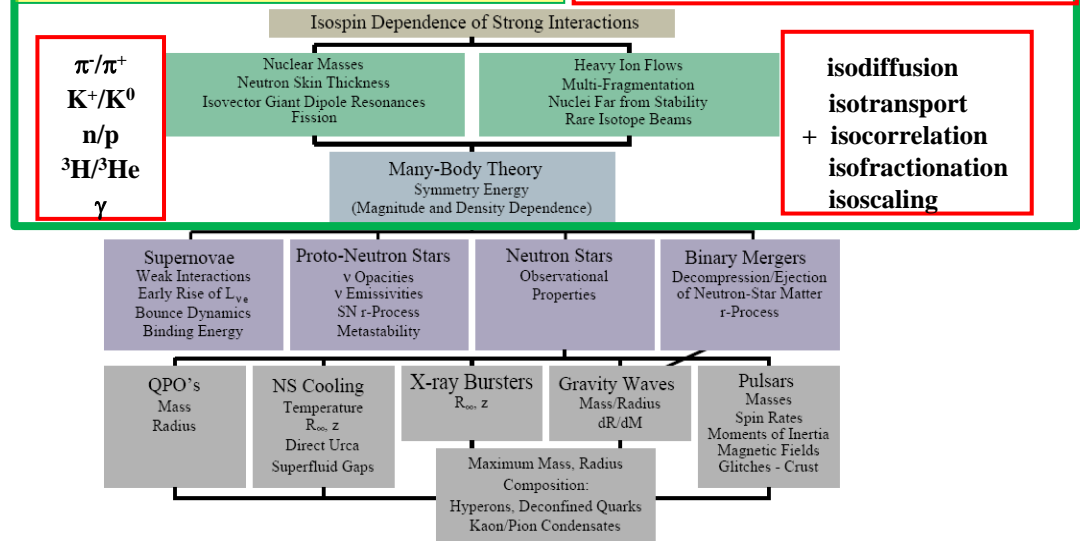 Isospin Dependence of Strong Interactions
π⁻/π⁺
K⁺/K⁰
n/p
³H/³He
γ
Nuclear Masses
Neutron Skin Thickness
Isovector Giant Dipole Resonances
Fission
Heavy Ion Flows
Multi-Fragmentation
Nuclei Far from Stability
Rare Isotope Beams
isodiffusion
isotransport
+ isocorrelation
isofractionation
isoscaling
Many-Body Theory
Symmetry Energy
(Magnitude and Density Dependence)
Supernovae
Weak Interactions
Early Rise of Lνe
Bounce Dynamics
Binding Energy
Proto-Neutron Stars
ν Opacities
ν Emissivities
SN r-Process
Metastability
Neutron Stars
Observational
Properties
Binary Mergers
Decompression/Ejection
of Neutron-Star Matter
r-Process
QPO's
Mass
Radius
NS Cooling
Temperature
R∞, z
Direct Urca
Superfluid Gaps
X-ray Bursters
R∞, z
Gravity Waves
Mass/Radius
dR/dM
Pulsars
Masses
Spin Rates
Moments of Inertia
Magnetic Fields
Glitches - Crust
Maximum Mass, Radius
Composition:
Hyperons, Deconfined Quarks
Kaon/Pion Condensates